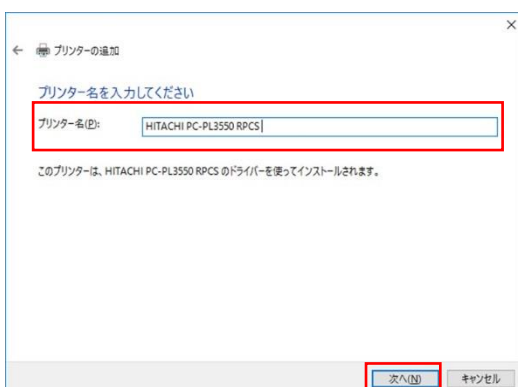 プリンターの追加
プリンター名を入力してください
プリンター名(P): HITACHI PC-PL3550 RPCS
このプリンターは、HITACHI PC-PL3550 RPCS のドライバーを使ってインストールされます。
次へ(N) キャンセル